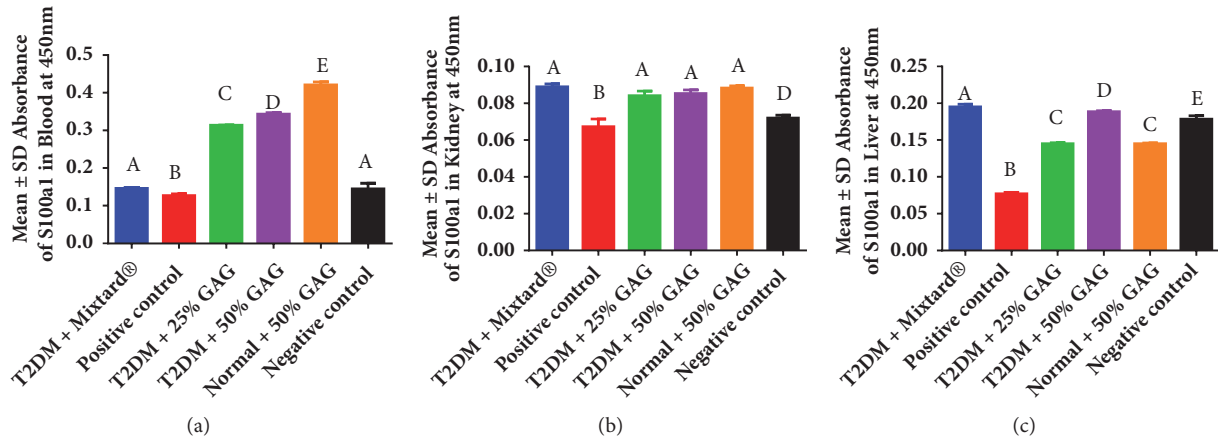 Mean ± SD Absorbance
of S100a1 in Blood at 450nm
0.5
0.4
0.3
0.2
0.1
0.0
A
B
C
D
E
A
T2DM + Mixtard®
Positive control
T2DM + 25% GAG
T2DM + 50% GAG
Normal + 50% GAG
Negative control
(a)
Mean ± SD Absorbance
of S100a1 in Kidney at 450nm
0.10
0.08
0.06
0.04
0.02
0.00
A
B
A
A
A
D
T2DM + Mixtard®
Positive control
T2DM + 25% GAG
T2DM + 50% GAG
Normal + 50% GAG
Negative control
(b)
Mean ± SD Absorbance
of S100a1 in Liver at 450nm
0.25
0.20
0.15
0.10
0.05
0.00
A
B
C
D
C
E
T2DM + Mixtard®
Positive control
T2DM + 25% GAG
T2DM + 50% GAG
Normal + 50% GAG
Negative control
(c)